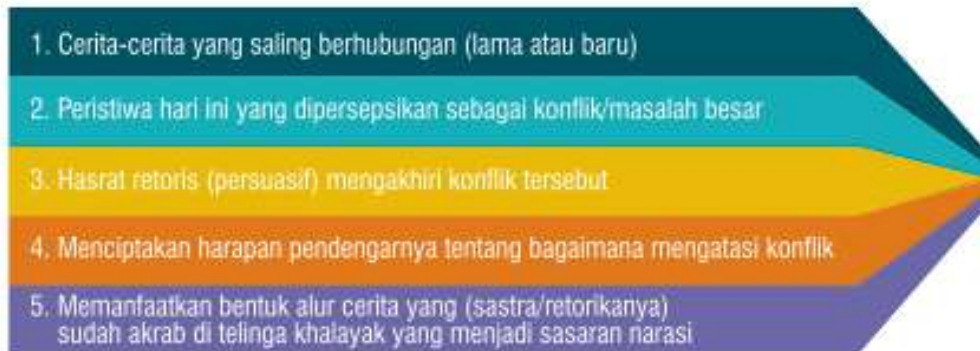 1. Cerita-cerita yang saling berhubungan (lama atau baru)
2. Peristiwa hari ini yang dipersepsikan sebagai konflik/masalah besar
3. Hasrat retoris (persuasif) mengakhiri konflik tersebut
4. Menciptakan harapan pendengarnya tentang bagaimana mengatasi konflik
5. Memanfaatkan bentuk alur cerita yang (sastra/retorikanya)
sudah akrab di telinga khalayak yang menjadi sasaran narasi